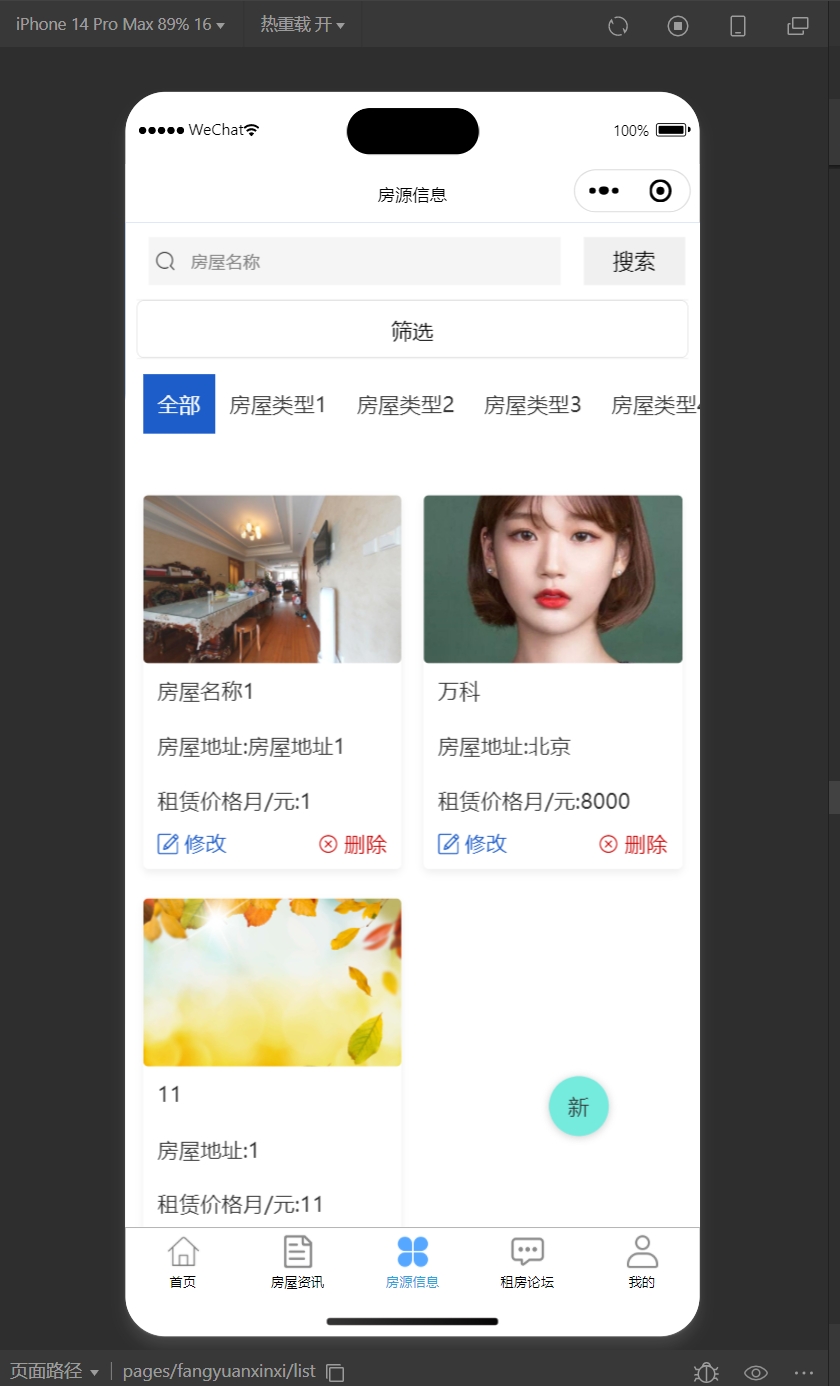 iPhone 14 Pro Max 89% 16 热重载 开
WeChat 100%
房源信息
房屋名称 搜索
筛选
全部 房屋类型1 房屋类型2 房屋类型3 房屋类型4
房屋名称1
房屋地址:房屋地址1
租赁价格月/元:1
修改 删除
万科
房屋地址:北京
租赁价格月/元:8000
修改 删除
11
房屋地址:1
租赁价格月/元:11
新
首页 房屋资讯 房源信息 租房论坛 我的
页面路径 pages/fangyuanxinxi/list